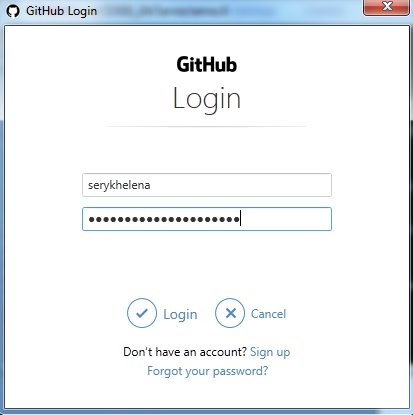 GitHub Login
GitHub
Login
serykhelena
●●●●●●●●●●●●●●●●●●●●●
Login Cancel
Don't have an account? Sign up
Forgot your password?